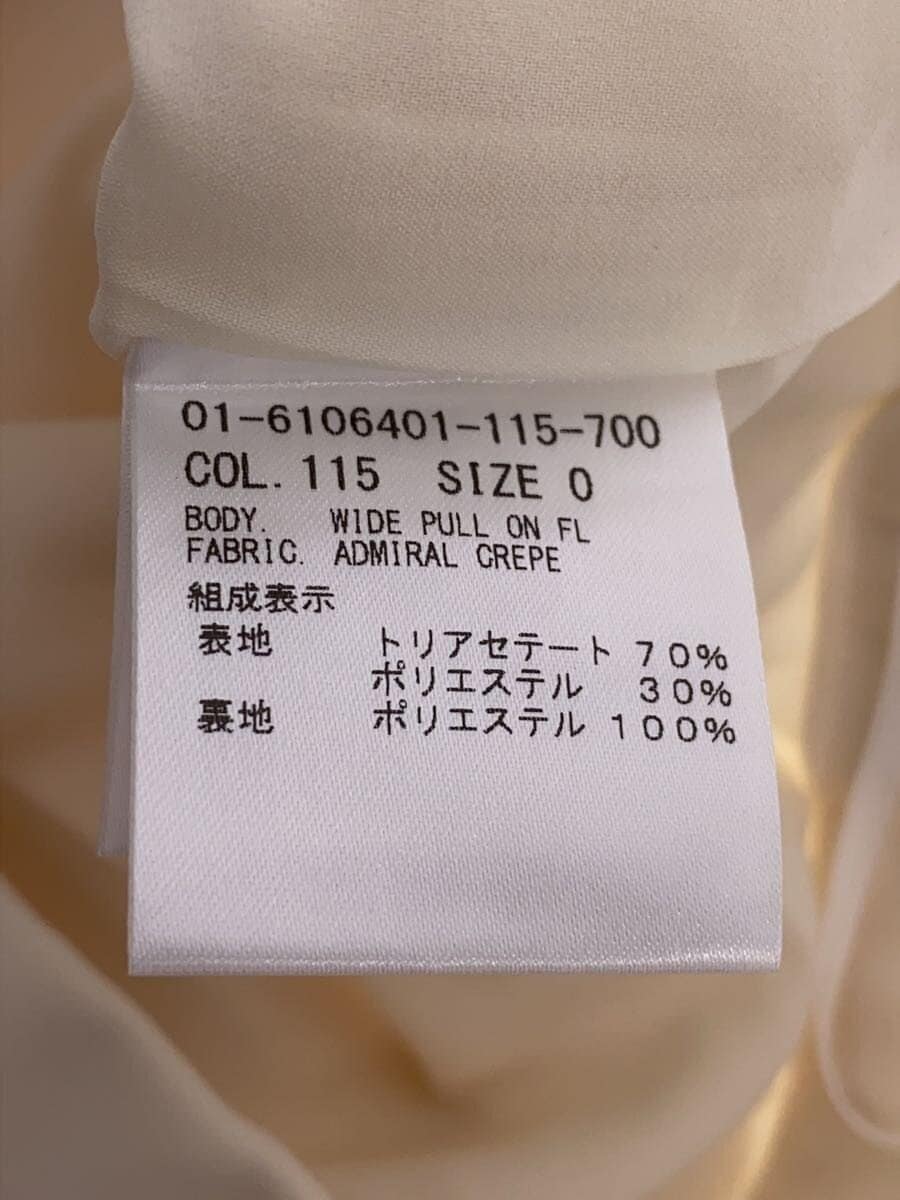 01-6106401-115-700
COL. 115 SIZE 0
BODY. WIDE PULL ON FL
FABRIC. ADMIRAL CREPE
組成表示
表地 トリアセテート 70%
ポリエステル 30%
裏地 ポリエステル 100%